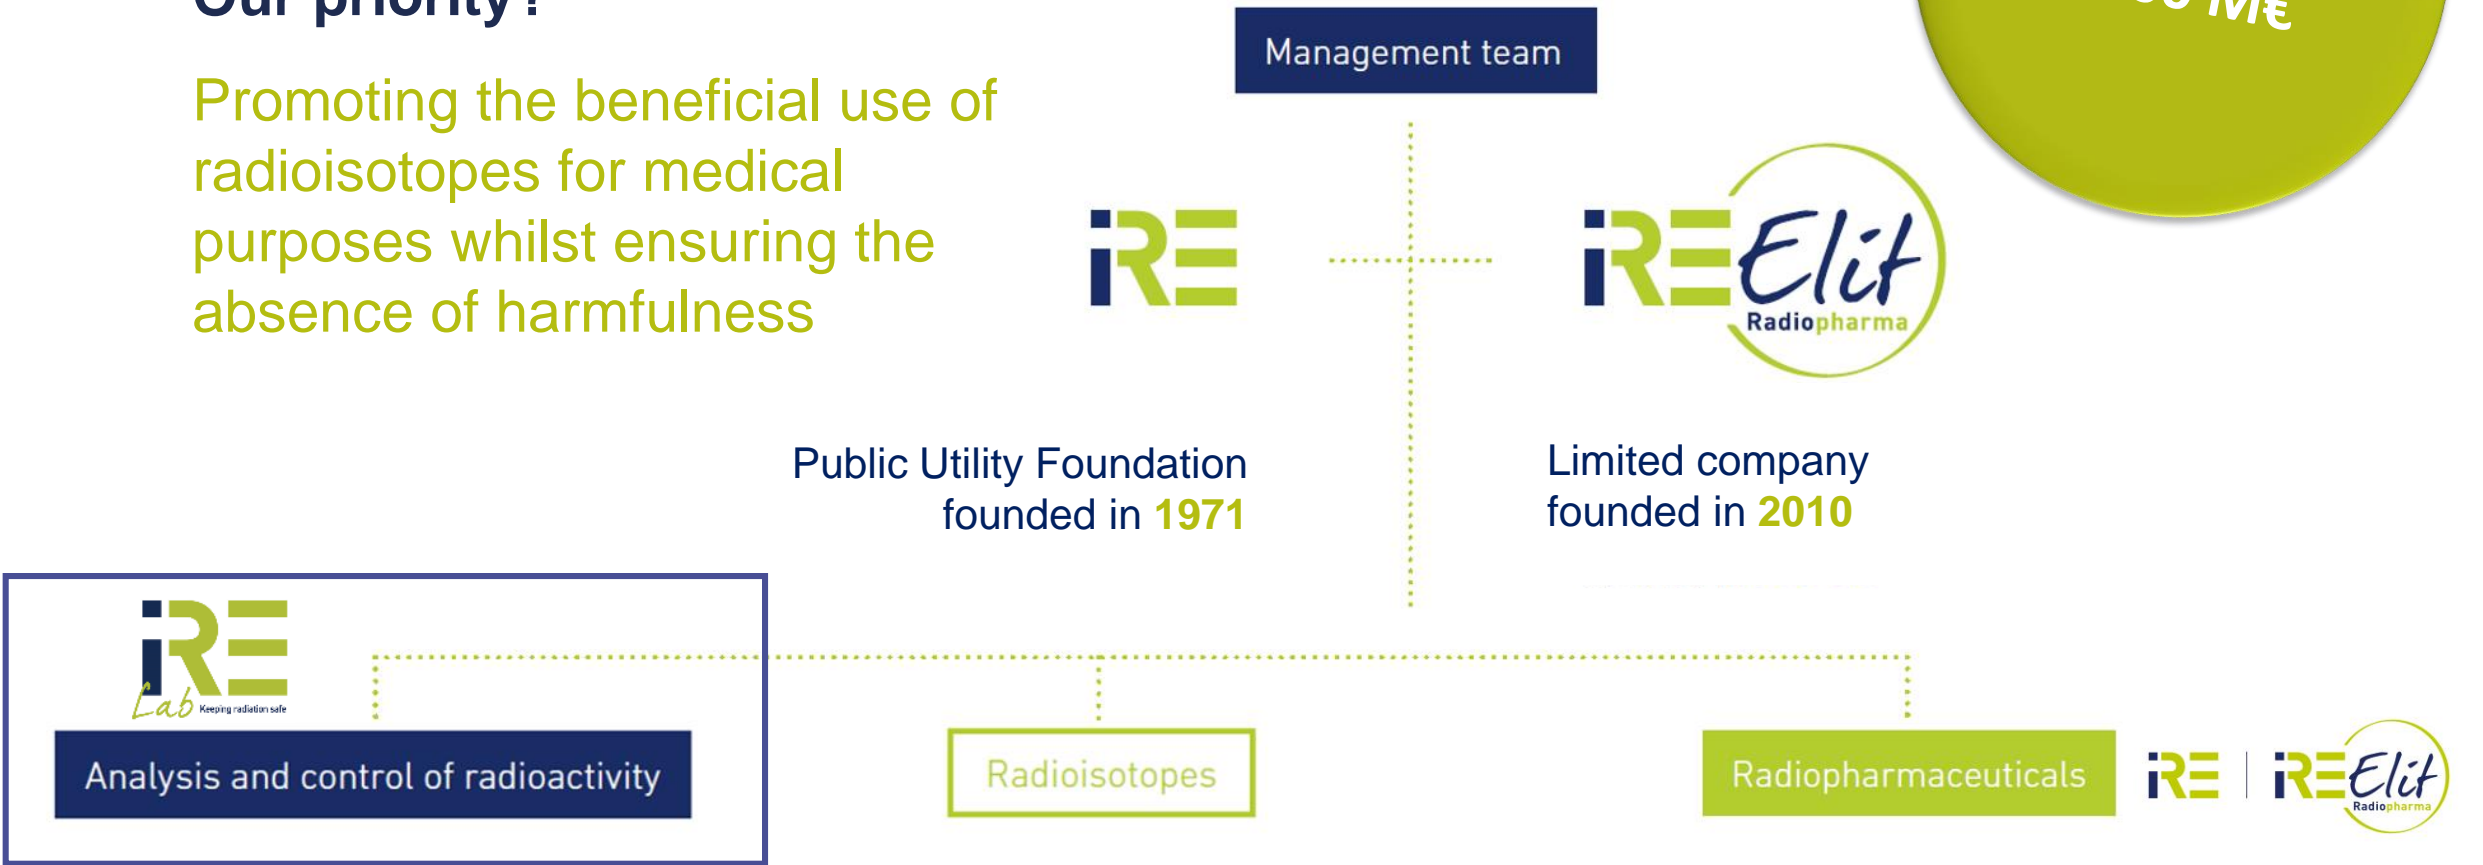 Our priority?
M€
Management team
Promoting the beneficial use of
radioisotopes for medical
purposes whilst ensuring the
absence of harmfulness
iRE
iRE Elit
Radiopharma
Public Utility Foundation
founded in 1971
Limited company
founded in 2010
iRE
Lab Keeping radiation safe
Analysis and control of radioactivity
Radioisotopes
Radiopharmaceuticals
iRE | iRE Elit
Radiopharma